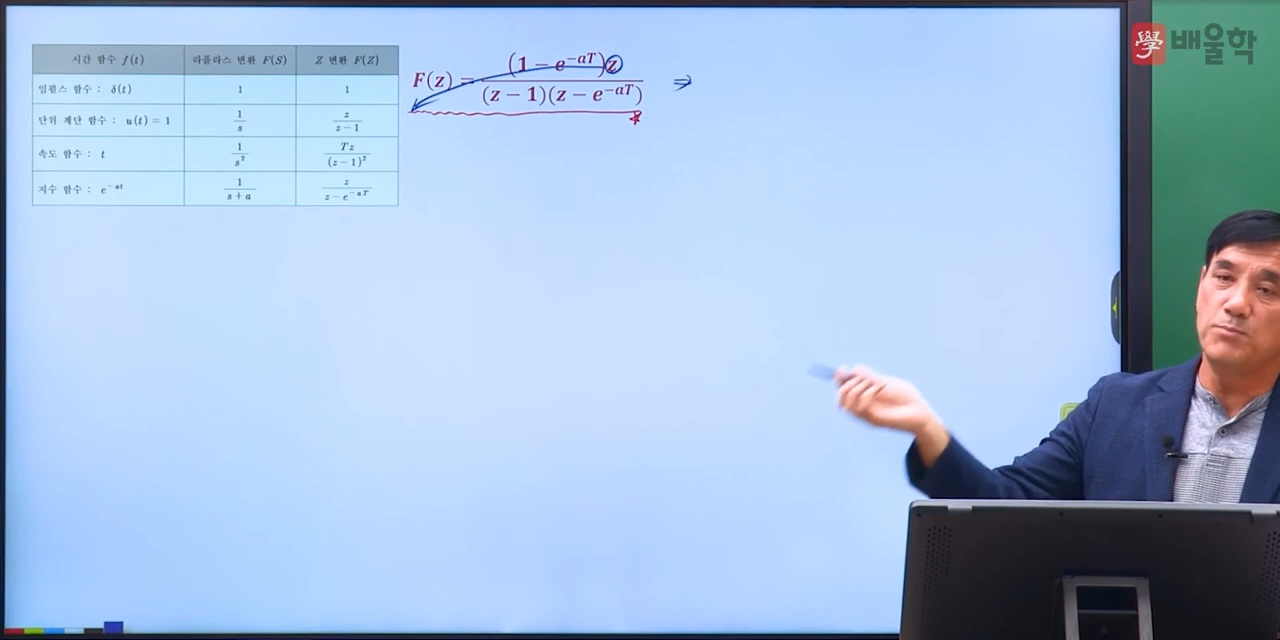 學 배울학
시간 함수 f(t) 라플라스 변환 F(S) Z 변환 F(Z)
임펄스 함수 : δ(t) 1 1
단위 계단 함수 : u(t) = 1 1/s z/(z-1)
속도 함수 : t 1/s² Tz/(z-1)²
지수 함수 : e^{-at} 1/(s+a) z/(z-e^{-aT})
F(z) = (1-e^{-aT})z/((z-1)(z-e^{-aT})) ⇒